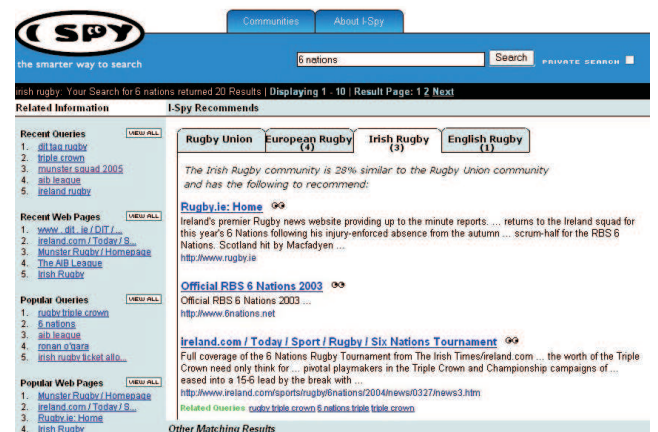 Communities
About I-Spy
I SPY
the smarter way to search
6 nations
Search
PRIVATE SEARCH
irish rugby: Your Search for 6 nations returned 20 Results | Displaying 1 - 10 | Result Page: 1 2 Next
Related Information
Recent Queries
VIEW ALL
1. dit tag rugby
2. triple crown
3. munster squad 2005
4. aib league
5. ireland rugby
Recent Web Pages
VIEW ALL
1. www . dit . ie / DIT / ...
2. ireland.com / Today / S...
3. Munster Rugby / Homepage
4. The AIB League
5. Irish Rugby
Popular Queries
VIEW ALL
1. rugby triple crown
2. 6 nations
3. aib league
4. ronan o'gara
5. irish rugby ticket allo...
Popular Web Pages
VIEW ALL
1. Munster Rugby / Homepage
2. ireland.com / Today / S...
3. Rugby.ie: Home
4. Irish Rugby
I-Spy Recommends
Rugby Union
European Rugby
(4)
Irish Rugby
(3)
English Rugby
(1)
The Irish Rugby community is 28% similar to the Rugby Union community
and has the following to recommend:
Rugby.ie: Home
Ireland's premier Rugby news website providing up to the minute reports. ... returns to the Ireland squad for
this year's 6 Nations following his injury-enforced absence from the autumn ... scrum-half for the RBS 6
Nations. Scotland hit by Macfadyen ...
http://www.rugby.ie
Official RBS 6 Nations 2003
Official RBS 6 Nations 2003 ...
http://www.6nations.net
ireland.com / Today / Sport / Rugby / Six Nations Tournament
Full coverage of the 6 Nations Rugby Tournament from The Irish Times/ireland.com ... the worth of the Triple
Crown need only think for ... pivotal playmakers in the Triple Crown and Championship campaigns of ...
eased into a 15-6 lead by the break with ...
http://www.ireland.com/sports/rugby/6nations/2004/news/0327/news3.htm
Related Queries: rugby triple crown 6 nations triple triple crown
Other Matching Results